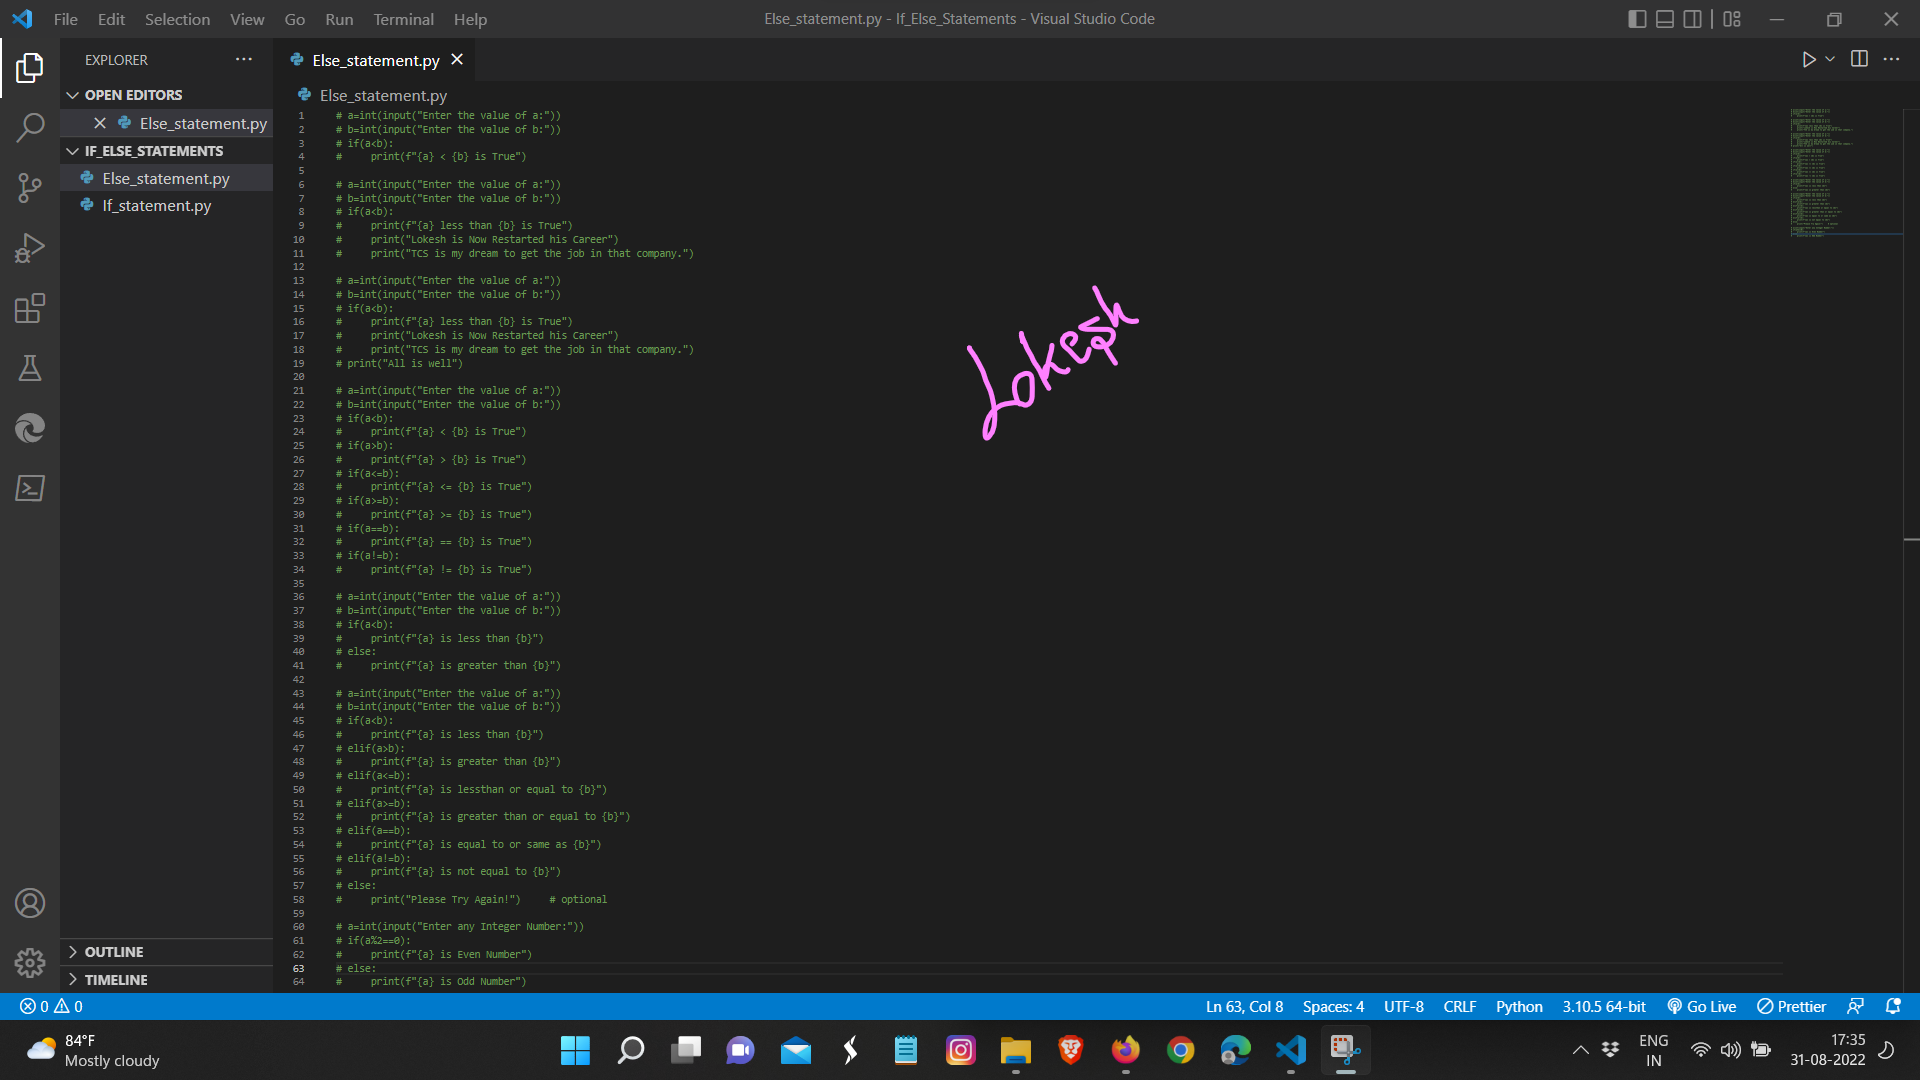 File Edit Selection View Go Run Terminal Help
Else_statement.py - If_Else_Statements - Visual Studio Code
EXPLORER
OPEN EDITORS
Else_statement.py
IF_ELSE_STATEMENTS
Else_statement.py
If_statement.py
OUTLINE
TIMELINE
Else_statement.py
Else_statement.py
1 # a=int(input("Enter the value of a:"))
2 # b=int(input("Enter the value of b:"))
3 # if(a<b):
4 #     print(f"{a} < {b} is True")
5
6 # a=int(input("Enter the value of a:"))
7 # b=int(input("Enter the value of b:"))
8 # if(a<b):
9 #     print(f"{a} less than {b} is True")
10 #     print("Lokesh is Now Restarted his Career")
11 #     print("TCS is my dream to get the job in that company.")
12
13 # a=int(input("Enter the value of a:"))
14 # b=int(input("Enter the value of b:"))
15 # if(a<b):
16 #     print(f"{a} less than {b} is True")
17 #     print("Lokesh is Now Restarted his Career")
18 #     print("TCS is my dream to get the job in that company.")
19 # print("All is well")
20
21 # a=int(input("Enter the value of a:"))
22 # b=int(input("Enter the value of b:"))
23 # if(a<b):
24 #     print(f"{a} < {b} is True")
25 # if(a>b):
26 #     print(f"{a} > {b} is True")
27 # if(a<=b):
28 #     print(f"{a} <= {b} is True")
29 # if(a>=b):
30 #     print(f"{a} >= {b} is True")
31 # if(a==b):
32 #     print(f"{a} == {b} is True")
33 # if(a!=b):
34 #     print(f"{a} != {b} is True")
35
36 # a=int(input("Enter the value of a:"))
37 # b=int(input("Enter the value of b:"))
38 # if(a<b):
39 #     print(f"{a} is less than {b}")
40 # else:
41 #     print(f"{a} is greater than {b}")
42
43 # a=int(input("Enter the value of a:"))
44 # b=int(input("Enter the value of b:"))
45 # if(a<b):
46 #     print(f"{a} is less than {b}")
47 # elif(a>b):
48 #     print(f"{a} is greater than {b}")
49 # elif(a<=b):
50 #     print(f"{a} is lessthan or equal to {b}")
51 # elif(a>=b):
52 #     print(f"{a} is greater than or equal to {b}")
53 # elif(a==b):
54 #     print(f"{a} is equal to or same as {b}")
55 # elif(a!=b):
56 #     print(f"{a} is not equal to {b}")
57 # else:
58 #     print("Please Try Again!")     # optional
59
60 # a=int(input("Enter any Integer Number:"))
61 # if(a%2==0):
62 #     print(f"{a} is Even Number")
63 # else:
64 #     print(f"{a} is Odd Number")
Lokesh
0 0
Ln 63, Col 8 Spaces: 4 UTF-8 CRLF Python 3.10.5 64-bit Go Live Prettier
84°F
Mostly cloudy
ENG
IN
17:35
31-08-2022